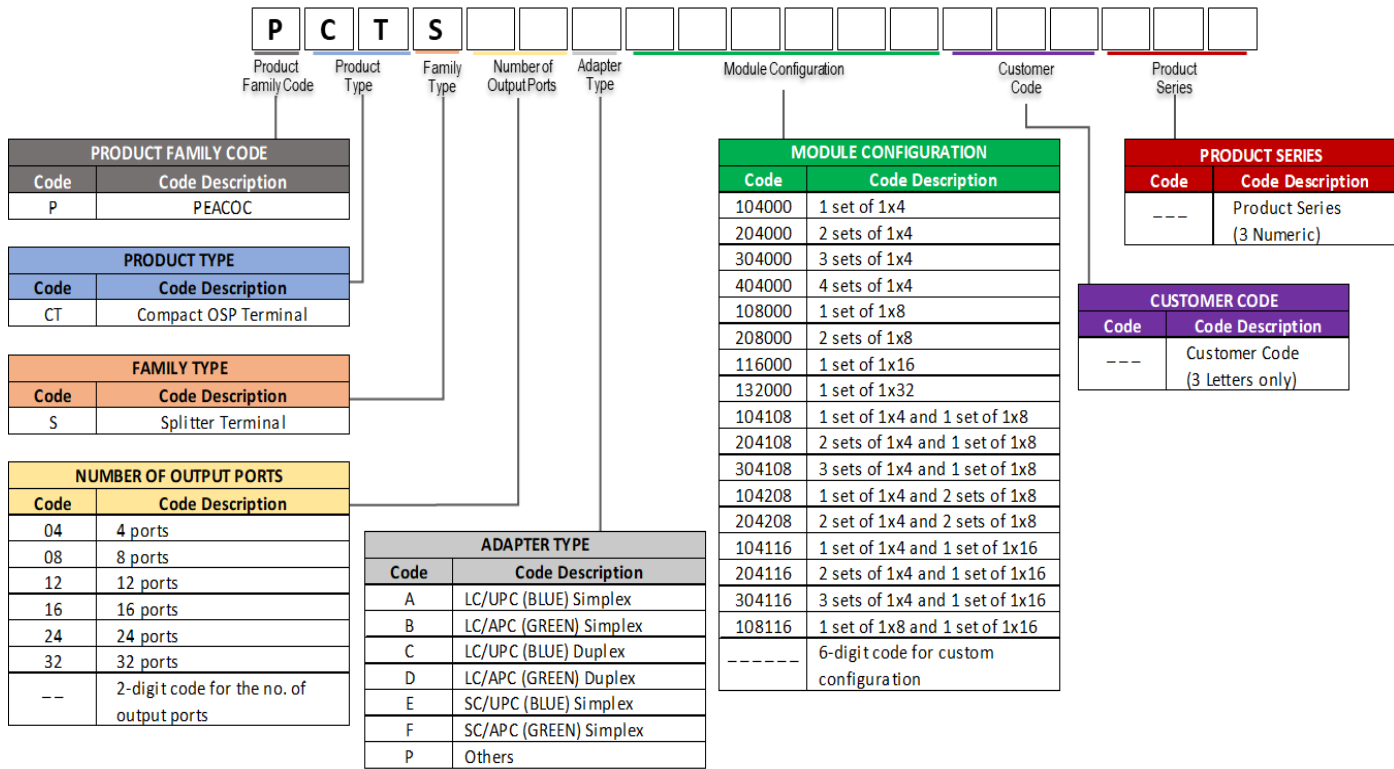 P C T S
Product Family Code
Product Type
Family Type
Number of Output Ports
Adapter Type
Module Configuration
Customer Code
Product Series
PRODUCT FAMILY CODE
Code Code Description
P PEACOC
PRODUCT TYPE
Code Code Description
CT Compact OSP Terminal
FAMILY TYPE
Code Code Description
S Splitter Terminal
NUMBER OF OUTPUT PORTS
Code Code Description
04 4 ports
08 8 ports
12 12 ports
16 16 ports
24 24 ports
32 32 ports
_ _ 2-digit code for the no. of
output ports
ADAPTER TYPE
Code Code Description
A LC/UPC (BLUE) Simplex
B LC/APC (GREEN) Simplex
C LC/UPC (BLUE) Duplex
D LC/APC (GREEN) Duplex
E SC/UPC (BLUE) Simplex
F SC/APC (GREEN) Simplex
P Others
MODULE CONFIGURATION
Code Code Description
104000 1 set of 1x4
204000 2 sets of 1x4
304000 3 sets of 1x4
404000 4 sets of 1x4
108000 1 set of 1x8
208000 2 sets of 1x8
116000 1 set of 1x16
132000 1 set of 1x32
104108 1 set of 1x4 and 1 set of 1x8
204108 2 sets of 1x4 and 1 set of 1x8
304108 3 sets of 1x4 and 1 set of 1x8
104208 1 set of 1x4 and 2 sets of 1x8
204208 2 set of 1x4 and 2 sets of 1x8
104116 1 set of 1x4 and 1 set of 1x16
204116 2 sets of 1x4 and 1 set of 1x16
304116 3 sets of 1x4 and 1 set of 1x16
108116 1 set of 1x8 and 1 set of 1x16
_ _ _ _ _ _ 6-digit code for custom
configuration
PRODUCT SERIES
Code Code Description
_ _ _ Product Series
(3 Numeric)
CUSTOMER CODE
Code Code Description
_ _ _ Customer Code
(3 Letters only)